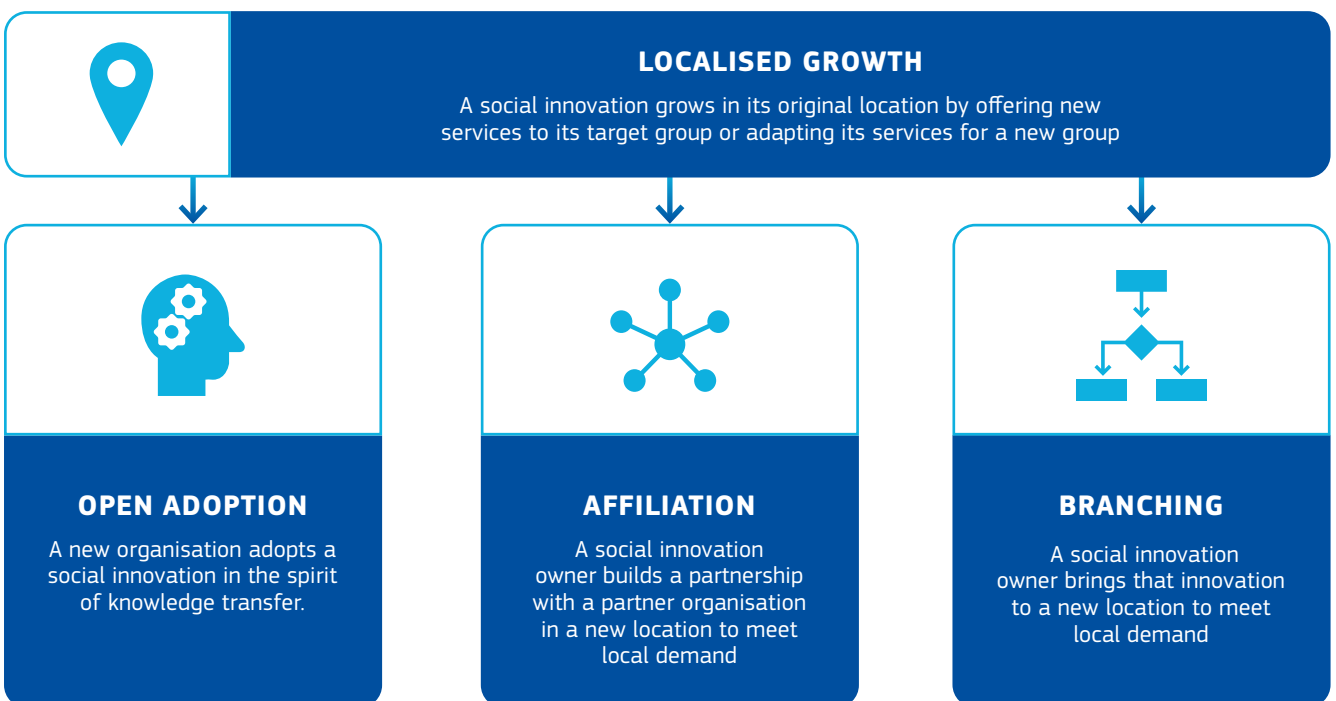 LOCALISED GROWTH
A social innovation grows in its original location by offering new
services to its target group or adapting its services for a new group
OPEN ADOPTION
A new organisation adopts a
social innovation in the spirit
of knowledge transfer.
AFFILIATION
A social innovation
owner builds a partnership
with a partner organisation
in a new location to meet
local demand
BRANCHING
A social innovation
owner brings that innovation
to a new location to meet
local demand